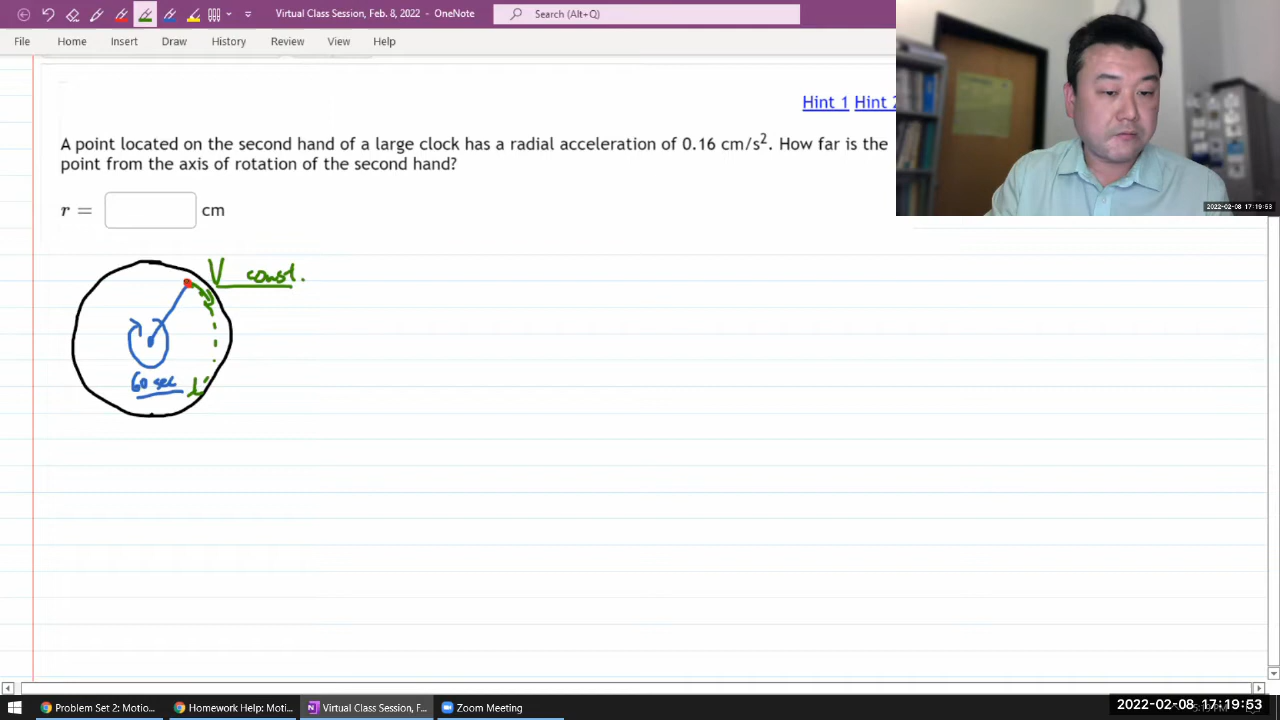 Virtual Class Session, Feb. 8, 2022 - OneNote
Search (Alt+Q)
File Home Insert Draw History Review View Help
Hint 1 Hint 2
A point located on the second hand of a large clock has a radial acceleration of 0.16 cm/s². How far is the
point from the axis of rotation of the second hand?
r = cm
V const.
60 sec
2022-02-08 17:19:53
Problem Set 2: Motio... Homework Help: Moti... Virtual Class Session, F... Zoom Meeting
2022-02-08 17:19:53